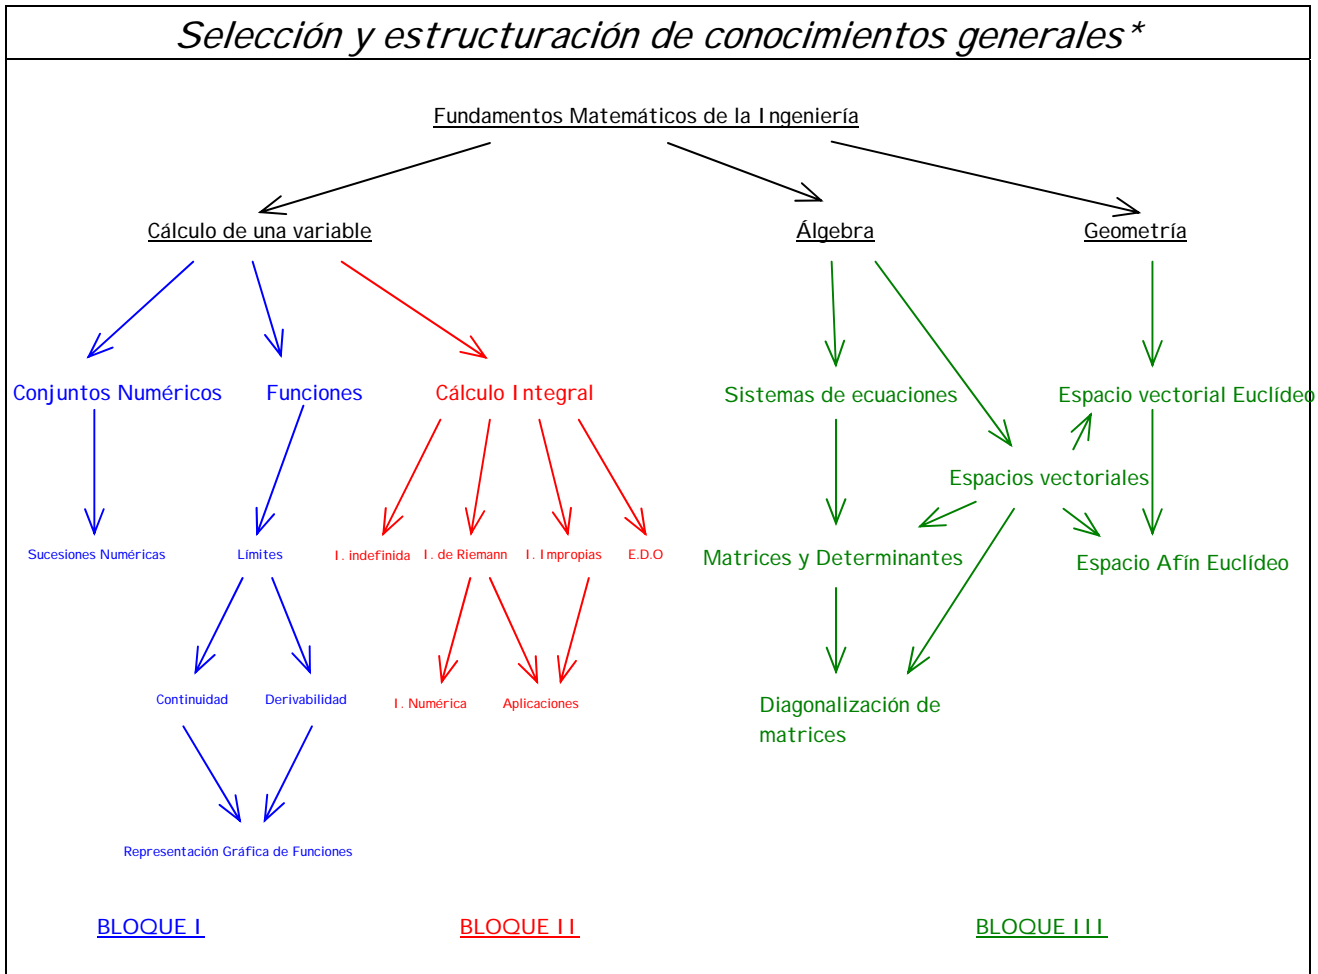 Selección y estructuración de conocimientos generales*
Fundamentos Matemáticos de la Ingeniería
Cálculo de una variable
Álgebra
Geometría
Conjuntos Numéricos
Funciones
Cálculo Integral
Sistemas de ecuaciones
Espacio vectorial Euclídeo
Espacios vectoriales
Sucesiones Numéricas
Límites
I. indefinida
I. de Riemann
I. Impropias
E.D.O
Matrices y Determinantes
Espacio Afín Euclídeo
Continuidad
Derivabilidad
I. Numérica
Aplicaciones
Diagonalización de
matrices
Representación Gráfica de Funciones
BLOQUE I
BLOQUE II
BLOQUE III